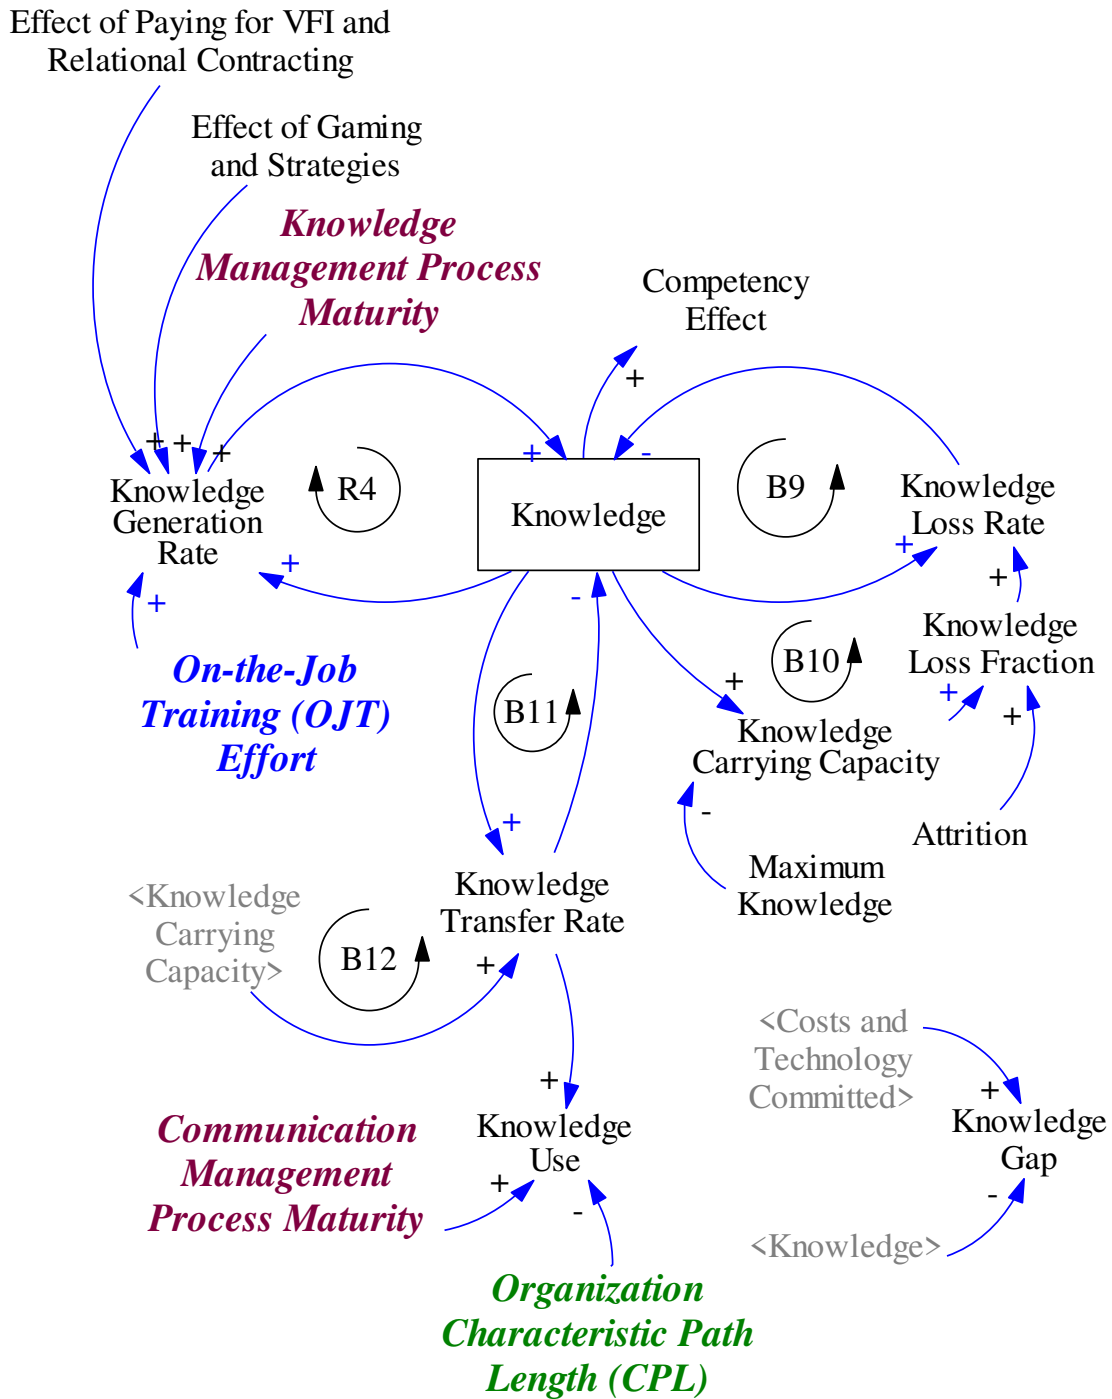 Effect of Paying for VFI and
Relational Contracting
Effect of Gaming
and Strategies
Knowledge
Management Process
Maturity
Competency
Effect
+
+
+
+
+
-
Knowledge
Generation
Rate
R4
Knowledge
B9
Knowledge
Loss Rate
+
+
-
+
+
On-the-Job
Training (OJT)
Effort
B11
B10
Knowledge
Loss Fraction
+
+
+
Knowledge
Carrying Capacity
-
+
Attrition
Maximum
Knowledge
Knowledge
Transfer Rate
<Knowledge
Carrying
Capacity>
B12
+
<Costs and
Technology
Committed>
+
+
Knowledge
Use
Knowledge
Gap
Communication
Management
Process Maturity
+
-
-
<Knowledge>
Organization
Characteristic Path
Length (CPL)